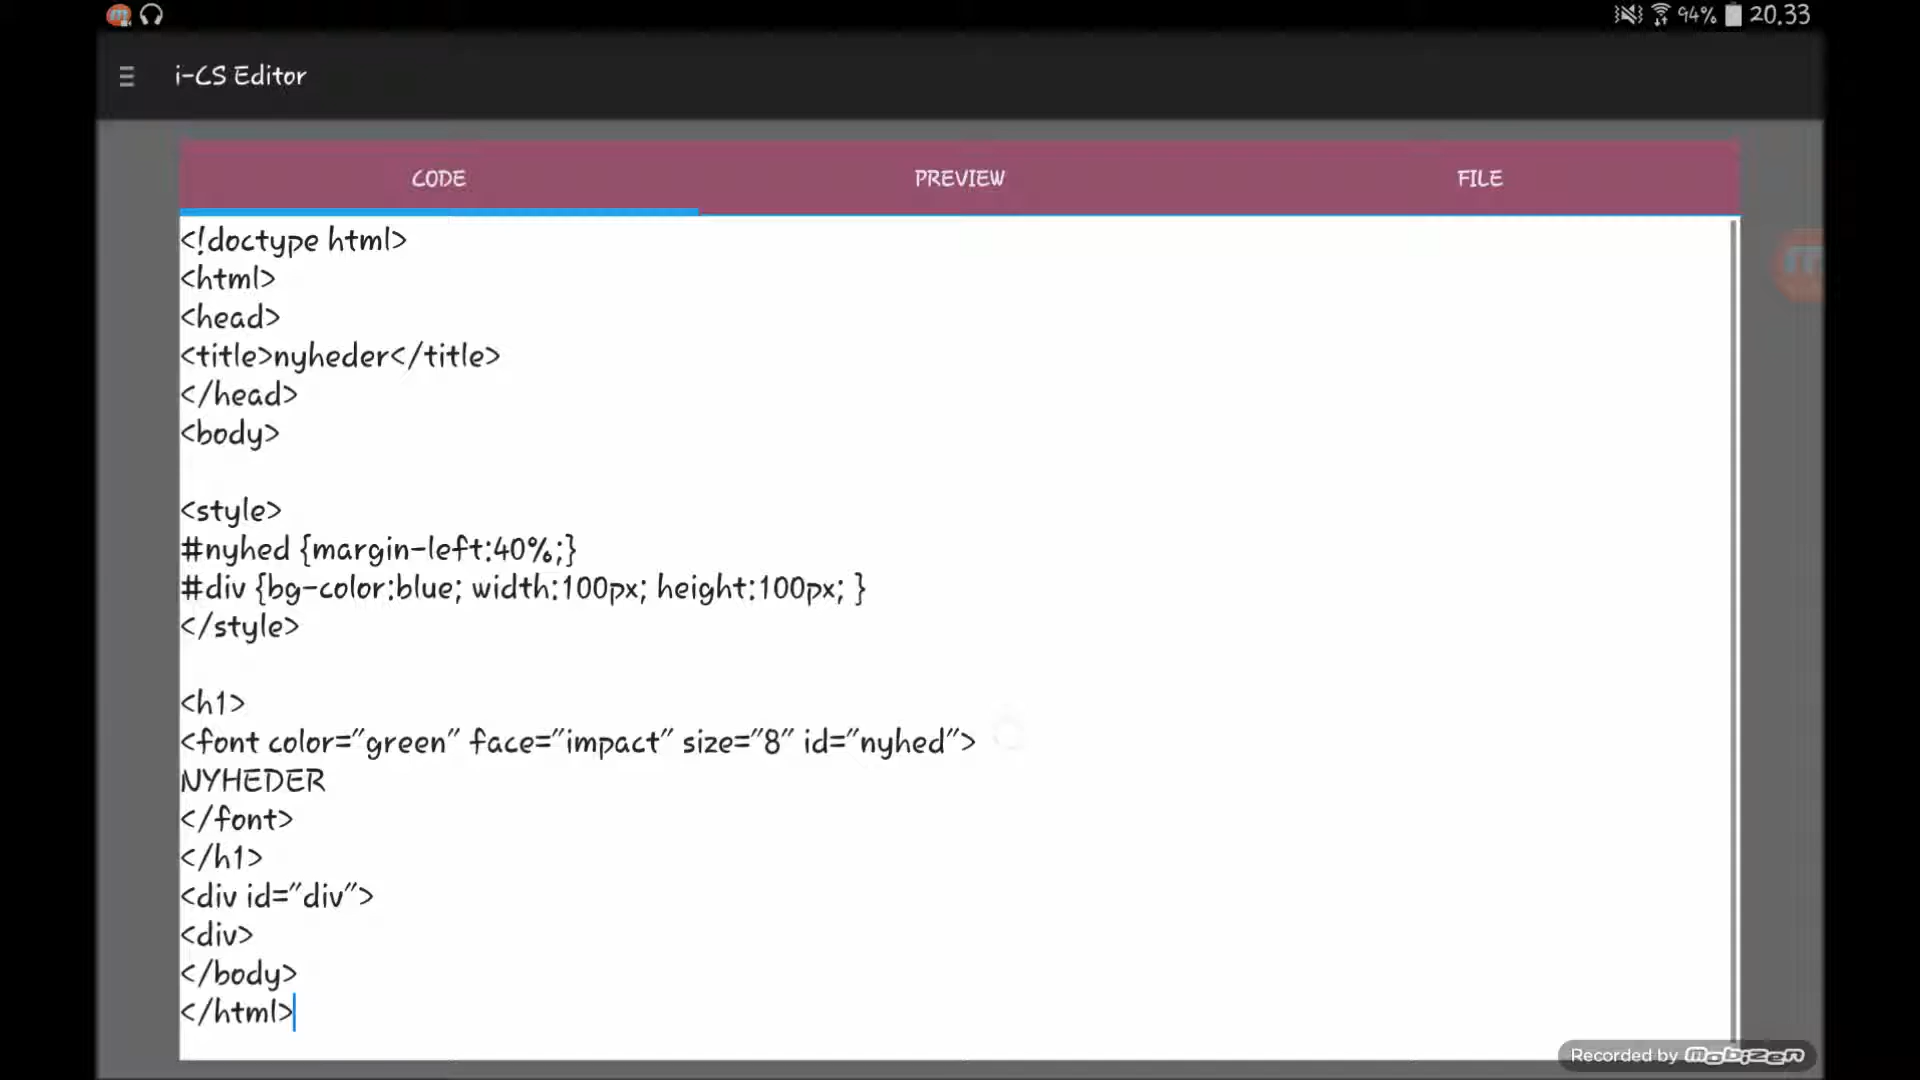 94% 20.33
i-CS Editor
CODE PREVIEW FILE
<!doctype html>
<html>
<head>
<title>nyheder</title>
</head>
<body>
<style>
#nyhed {margin-left:40%;}
#div {bg-color:blue; width:100px; height:100px; }
</style>
<h1>
<font color="green" face="impact" size="8" id="nyhed">
NYHEDER
</font>
</h1>
<div id="div">
<div>
</body>
</html>
Recorded by mobizen